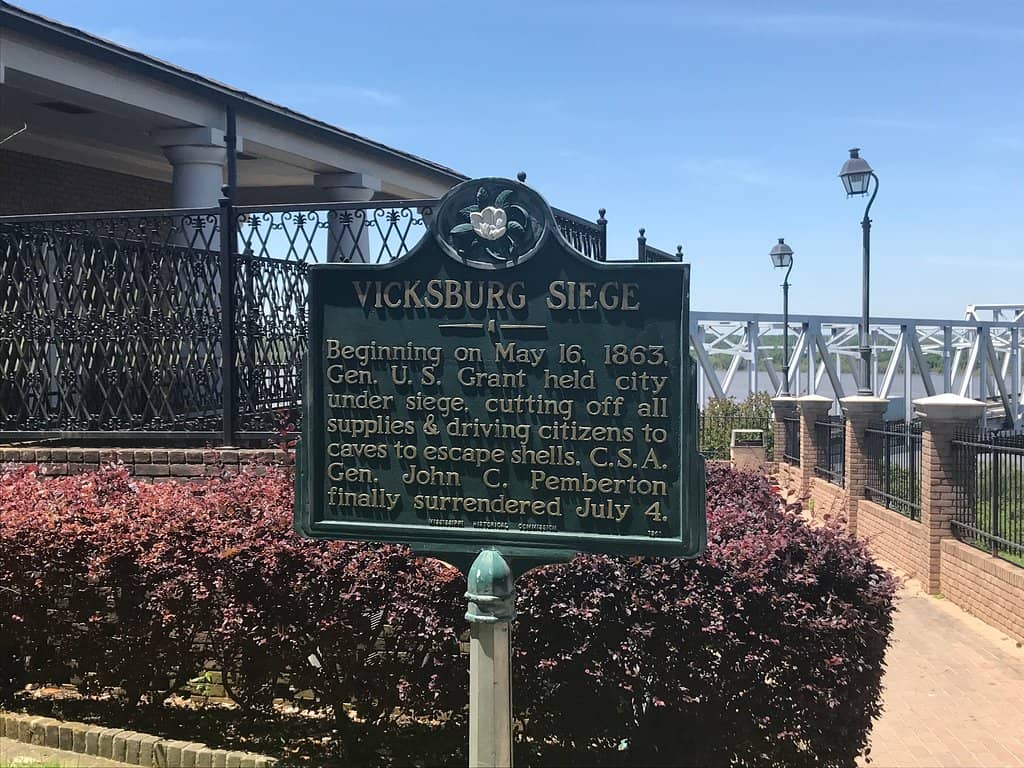 VICKSBURG SIEGE
Beginning on May 16, 1863,
Gen. U. S. Grant held city
under siege, cutting off all
supplies & driving citizens to
caves to escape shells. C.S.A.
Gen. John C. Pemberton
finally surrendered July 4.
MISSISSIPPI HISTORICAL COMMISSION